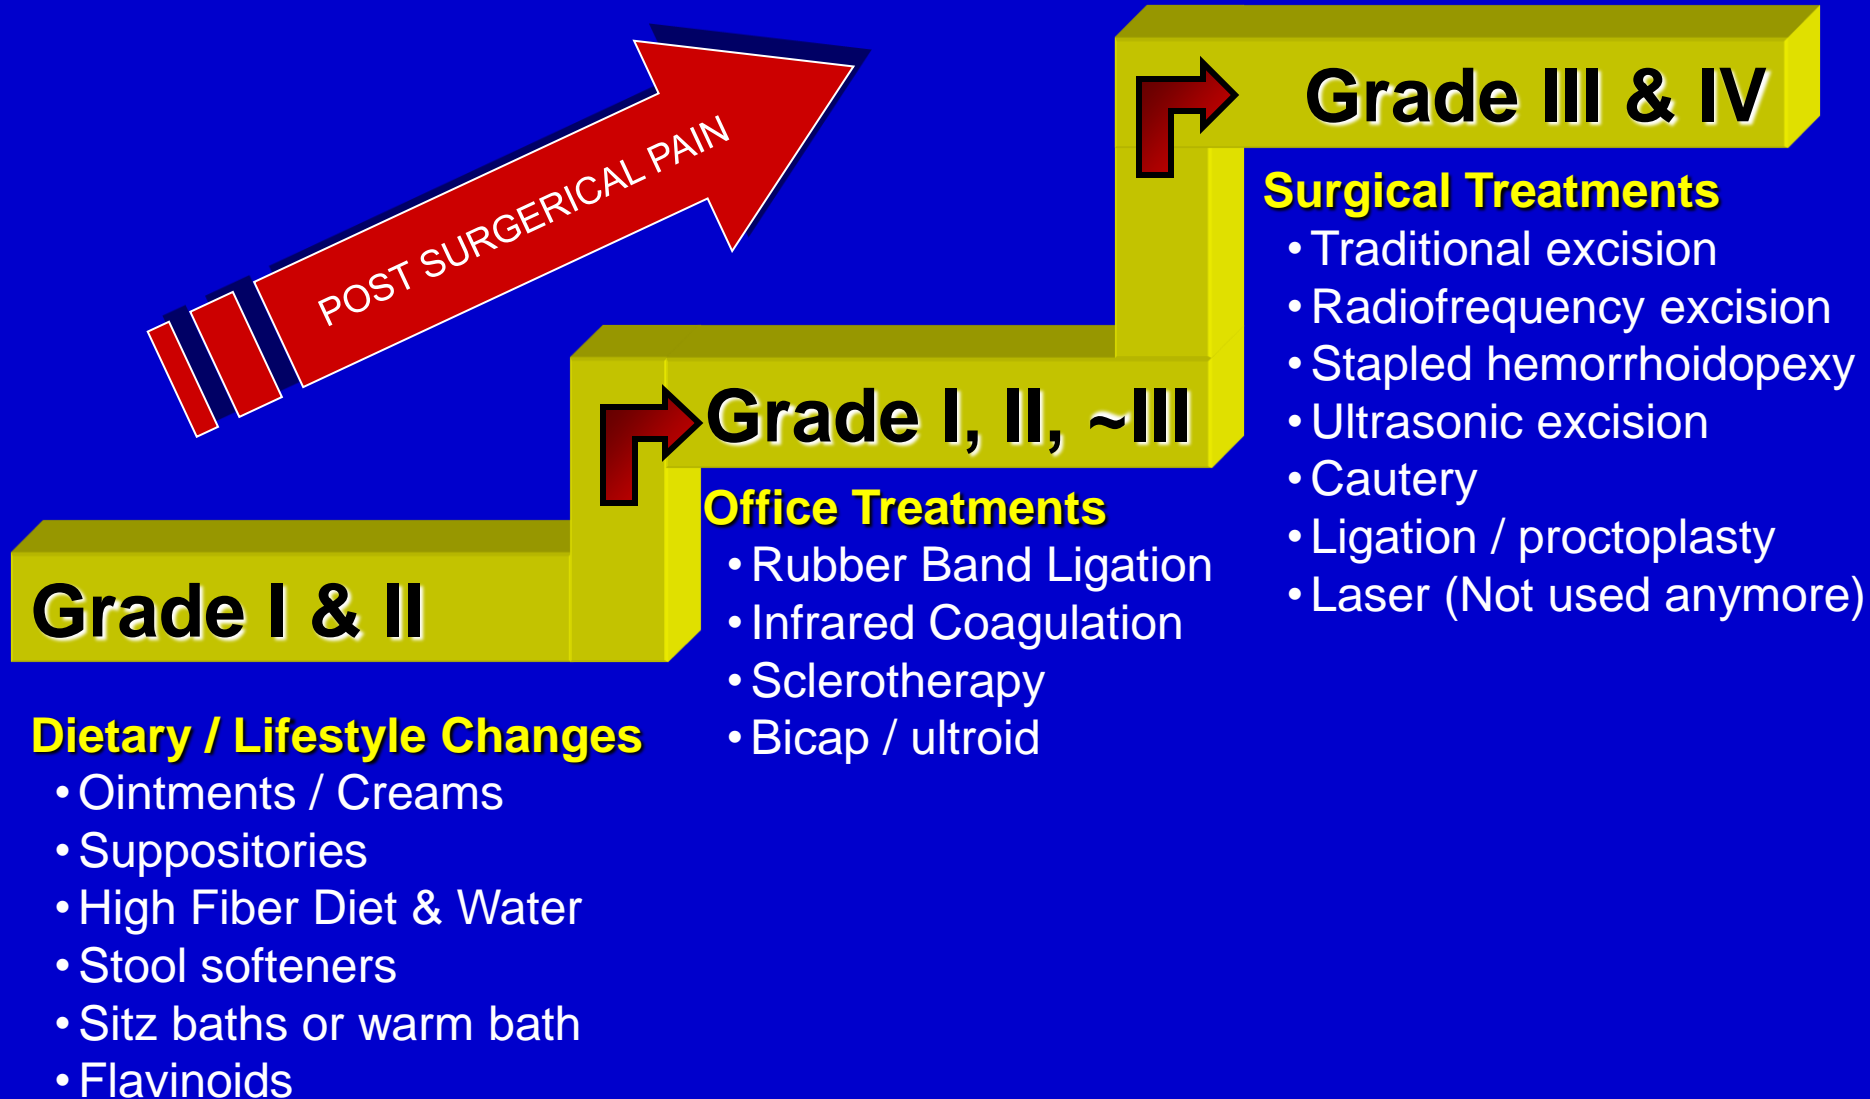 POST SURGERICAL PAIN
Grade I & II
Dietary / Lifestyle Changes
• Ointments / Creams
• Suppositories
• High Fiber Diet & Water
• Stool softeners
• Sitz baths or warm bath
• Flavinoids
Grade I, II, ~III
Office Treatments
• Rubber Band Ligation
• Infrared Coagulation
• Sclerotherapy
• Bicap / ultroid
Grade III & IV
Surgical Treatments
• Traditional excision
• Radiofrequency excision
• Stapled hemorrhoidopexy
• Ultrasonic excision
• Cautery
• Ligation / proctoplasty
• Laser (Not used anymore)